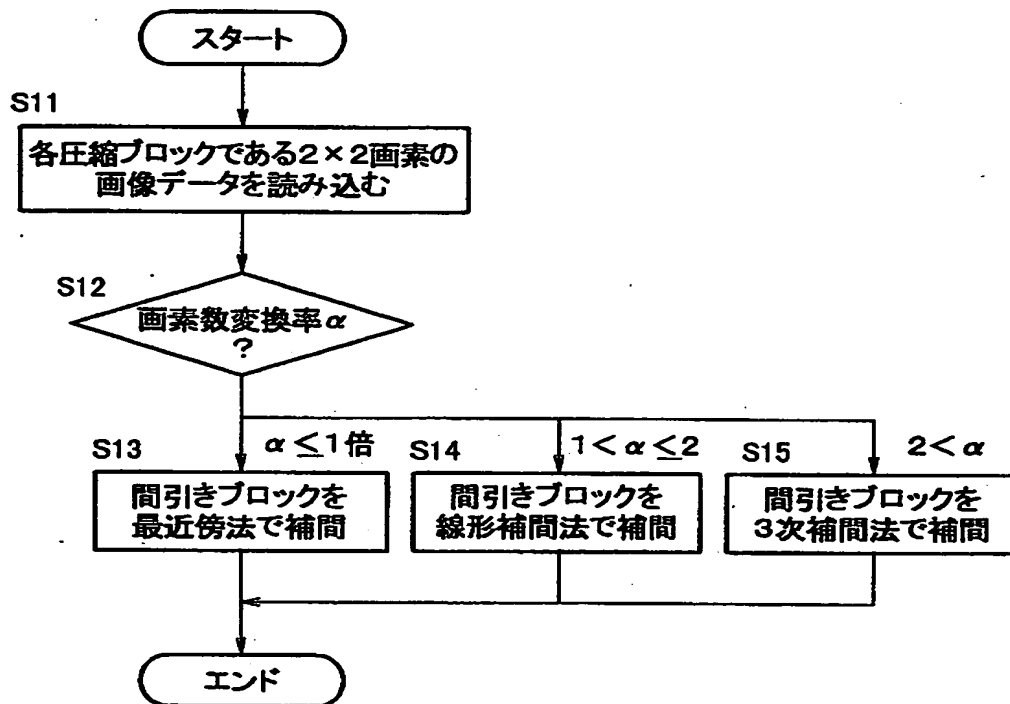 スタート
S11
各圧縮ブロックである2×2画素の
画像データを読み込む
S12
画素数変換率α
?
S13
α≤1倍
S14
1<α≤2
S15
2<α
間引きブロックを
最近傍法で補間
間引きブロックを
線形補間法で補間
間引きブロックを
3次補間法で補間
エンド